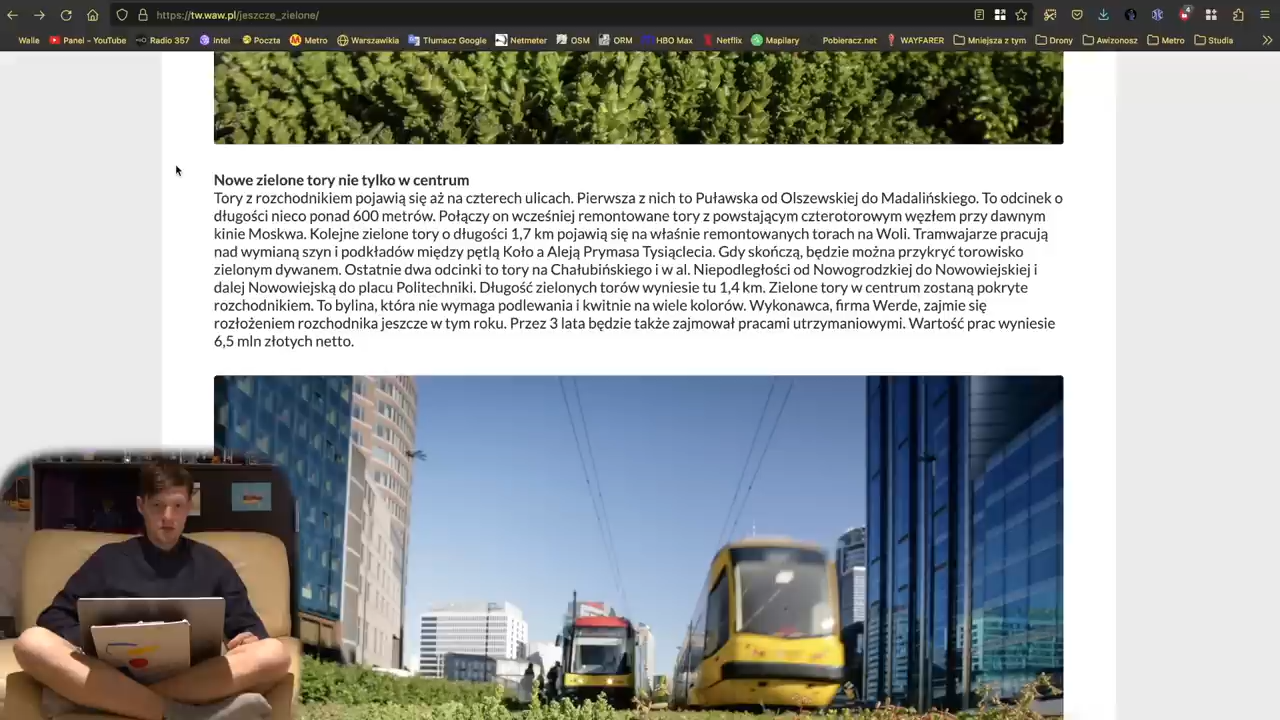 https://tw.waw.pl/jeszcze_zielone/
Walle Panel – YouTube Radio 357 Intel Poczta Metro Warszawikia Tłumacz Google Netmeter OSM ORM HBO Max Netflix Mapilary Pobieracz.net WAYFARER Mniejsza z tym Drony Awizonosz Metro Studia
Nowe zielone tory nie tylko w centrum
Tory z rozchodnikiem pojawią się aż na czterech ulicach. Pierwsza z nich to Puławska od Olszewskiej do Madalińskiego. To odcinek o
długości nieco ponad 600 metrów. Połączy on wcześniej remontowane tory z powstającym czterotorowym węzłem przy dawnym
kinie Moskwa. Kolejne zielone tory o długości 1,7 km pojawią się na właśnie remontowanych torach na Woli. Tramwajarze pracują
nad wymianą szyn i podkładów między pętlą Koło a Aleją Prymasa Tysiąclecia. Gdy skończą, będzie można przykryć torowisko
zielonym dywanem. Ostatnie dwa odcinki to tory na Chałubińskiego i w al. Niepodległości od Nowogrodzkiej do Nowowiejskiej i
dalej Nowowiejską do placu Politechniki. Długość zielonych torów wyniesie tu 1,4 km. Zielone tory w centrum zostaną pokryte
rozchodnikiem. To bylina, która nie wymaga podlewania i kwitnie na wiele kolorów. Wykonawca, firma Werde, zajmie się
rozłożeniem rozchodnika jeszcze w tym roku. Przez 3 lata będzie także zajmował pracami utrzymaniowymi. Wartość prac wyniesie
6,5 mln złotych netto.